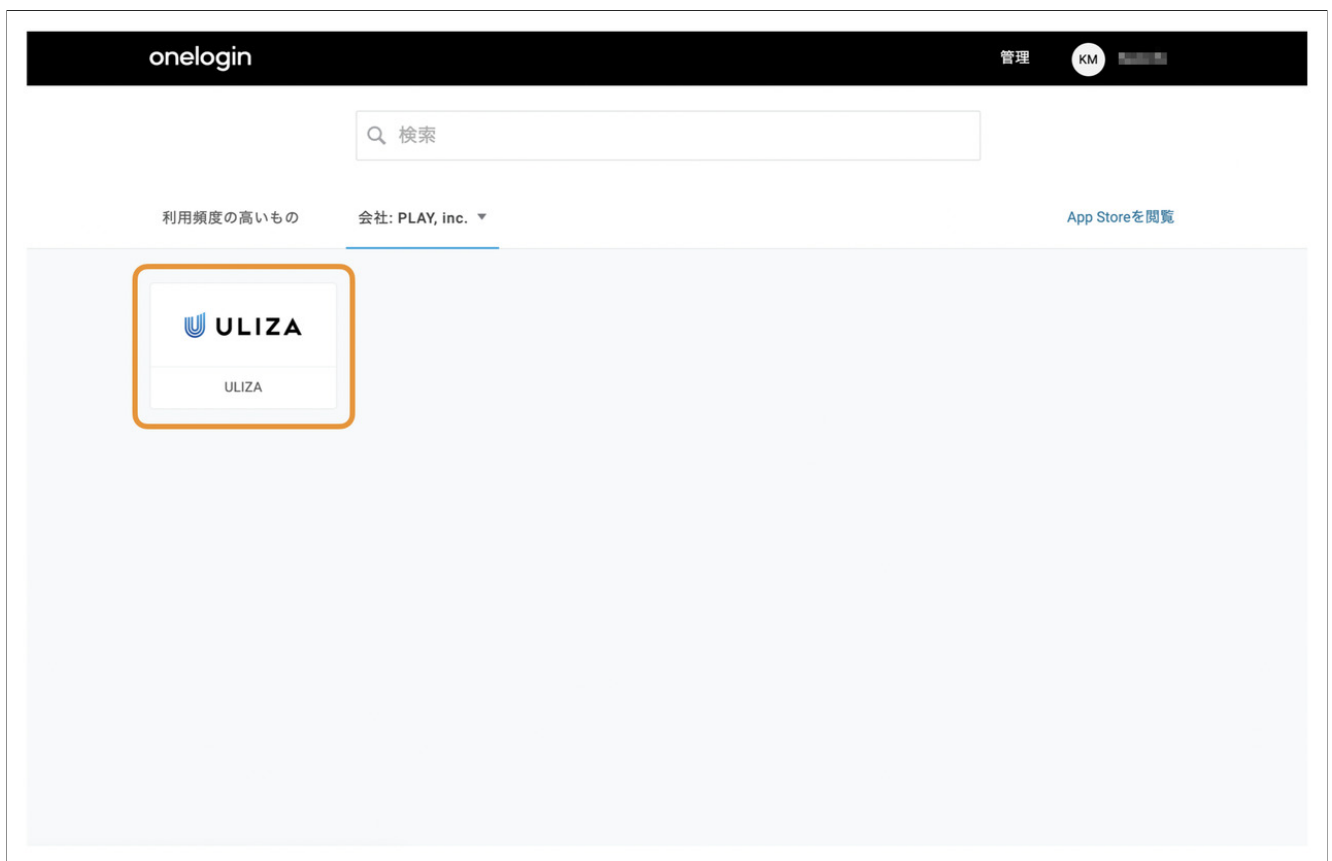 onelogin
管理
KM
検索
利用頻度の高いもの
会社: PLAY, inc.
App Storeを閲覧
ULIZA
ULIZA